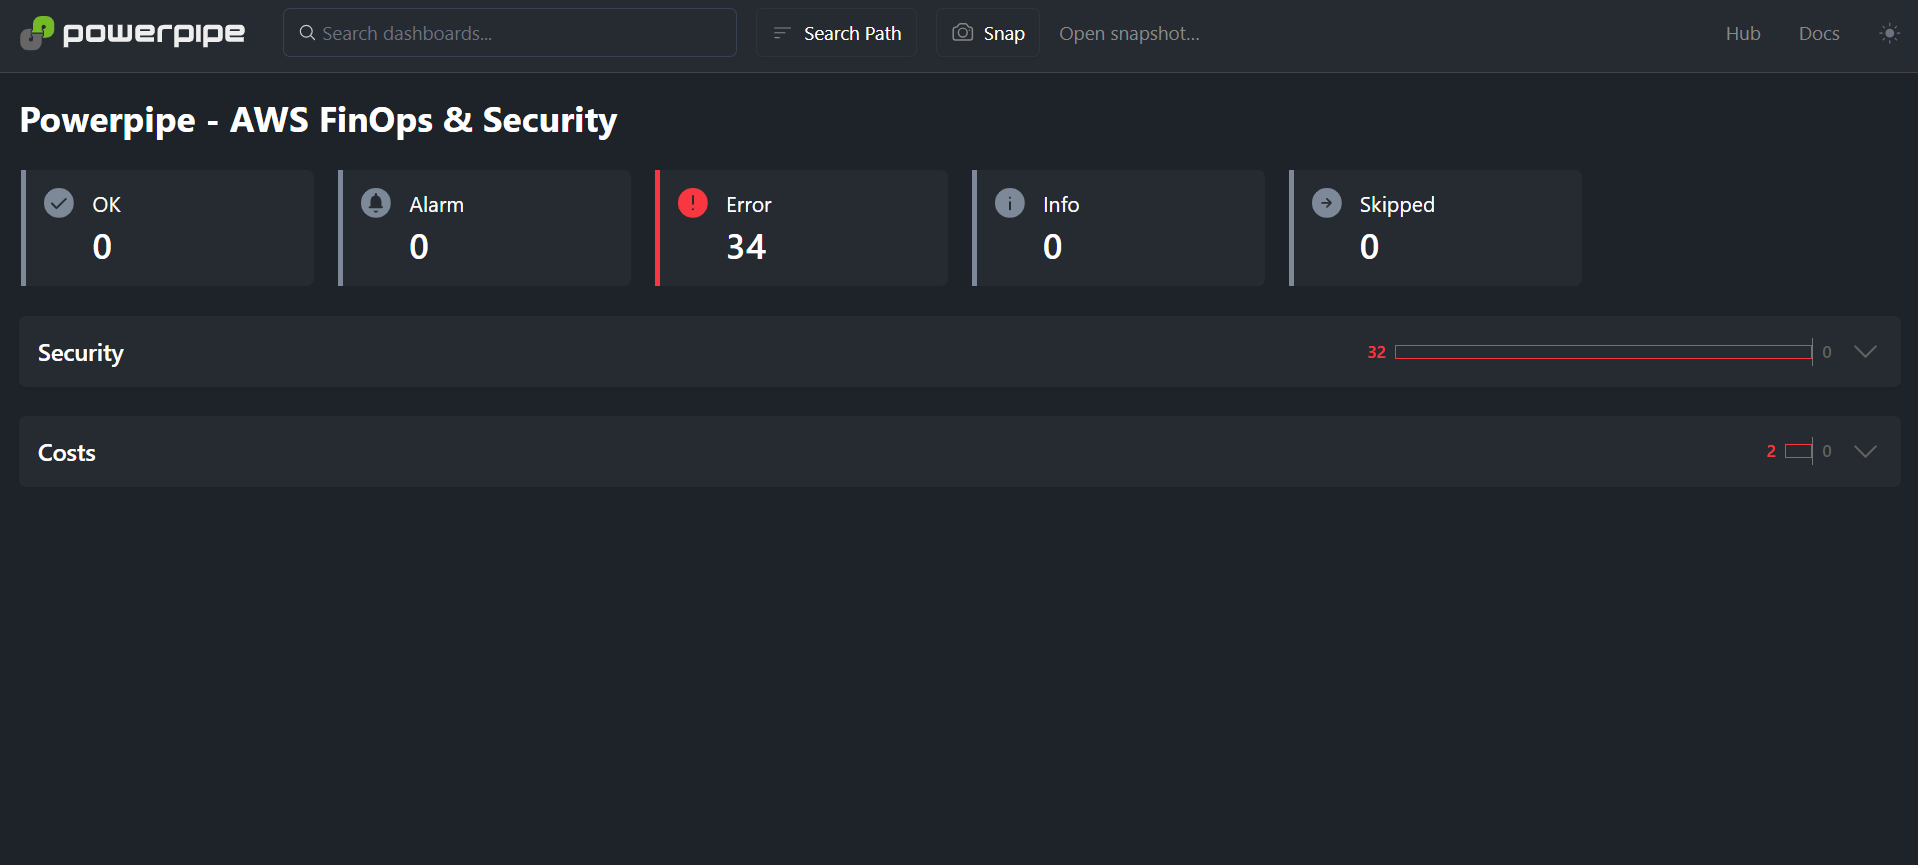 powerpipe
Search dashboards...
Search Path
Snap
Open snapshot...
Hub
Docs
Powerpipe - AWS FinOps & Security
OK
0
Alarm
0
Error
34
Info
0
Skipped
0
Security
32
0
Costs
2
0